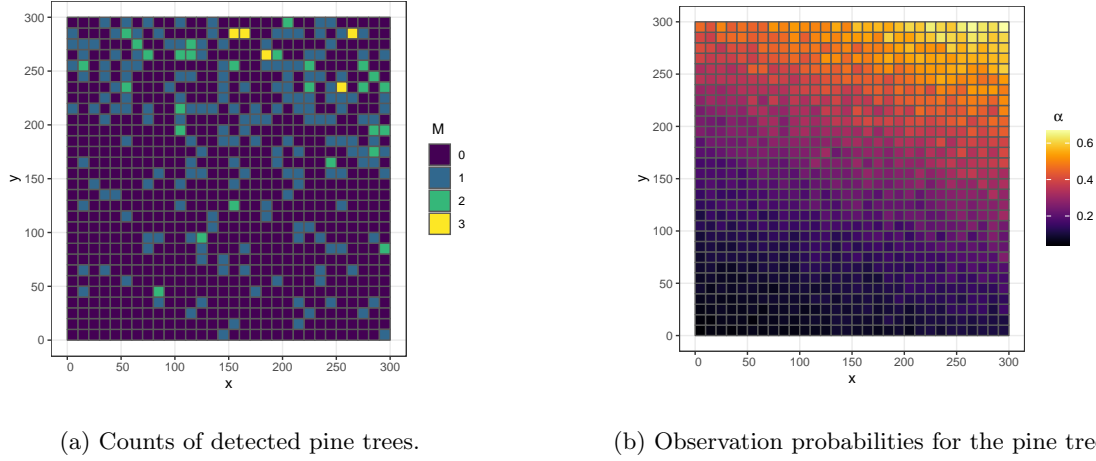 300
250
200
150
100
50
0
y
0 50 100 150 200 250 300
x
M
0
1
2
3
(a) Counts of detected pine trees.
300
250
200
150
100
50
0
y
0 50 100 150 200 250 300
x
α
0.6
0.4
0.2
(b) Observation probabilities for the pine tre